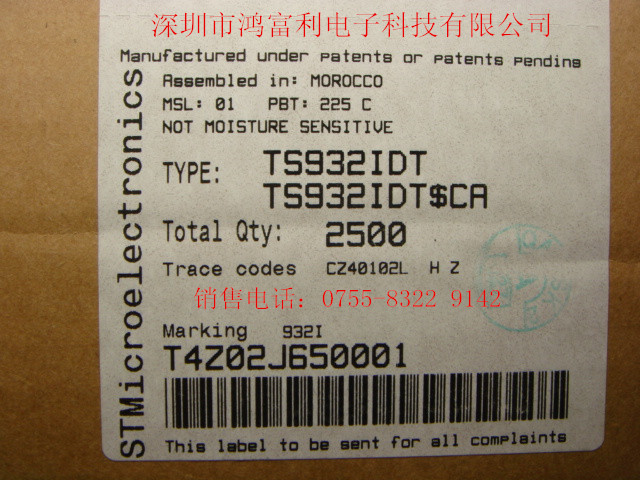 深圳市鸿富利电子科技有限公司
Manufactured under patents or patents pending
STMicroelectronics
Assembled in: MOROCCO
MSL: 01 PBT: 225 C
NOT MOISTURE SENSITIVE
TYPE: TS932IDT
TS932IDT$CA
Total Qty: 2500
Trace codes CZ40102L H Z
销售电话：0755-8322 9142
Marking 932I
T4Z02J650001
This label to be sent for all complaints